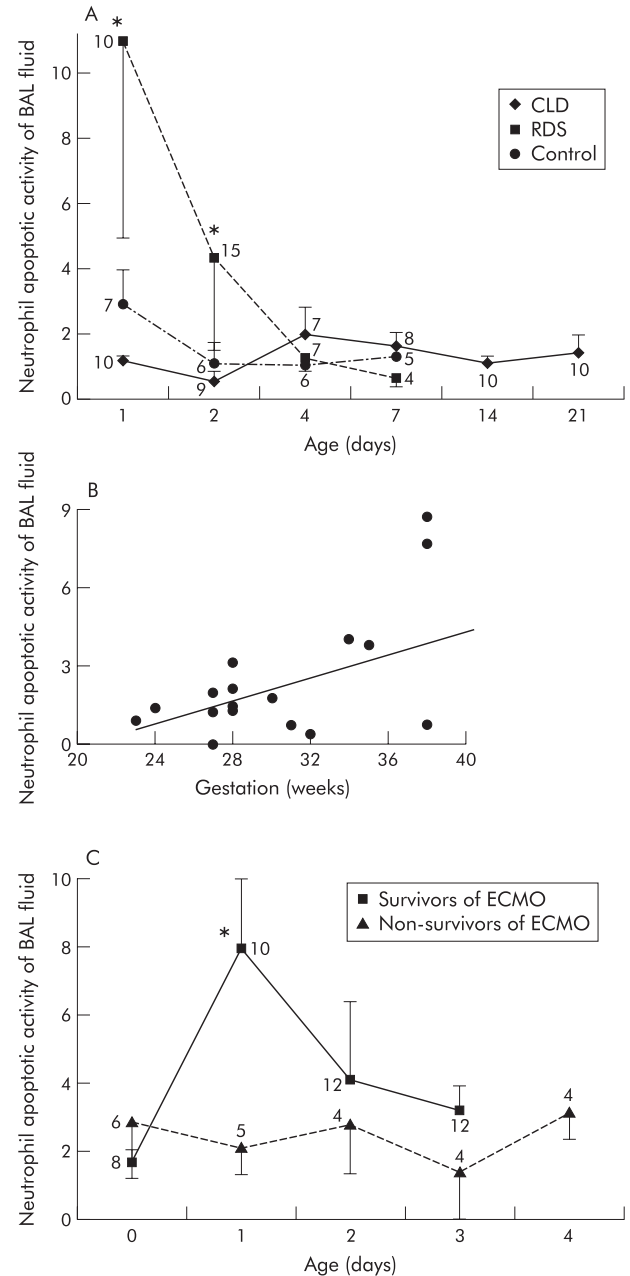 A
Neutrophil apoptotic activity of BAL fluid
10
8
6
4
2
0
*
10
*
15
7
10
6
9
7
7
6
8
5
4
10
10
CLD
RDS
Control
1 2 4 7 14 21
Age (days)
B
Neutrophil apoptotic activity of BAL fluid
9
6
3
0
20 24 28 32 36 40
Gestation (weeks)
C
Neutrophil apoptotic activity of BAL fluid
10
8
6
4
2
0
Survivors of ECMO
Non-survivors of ECMO
*
10
6
8
5
12
4
12
4
4
0 1 2 3 4
Age (days)